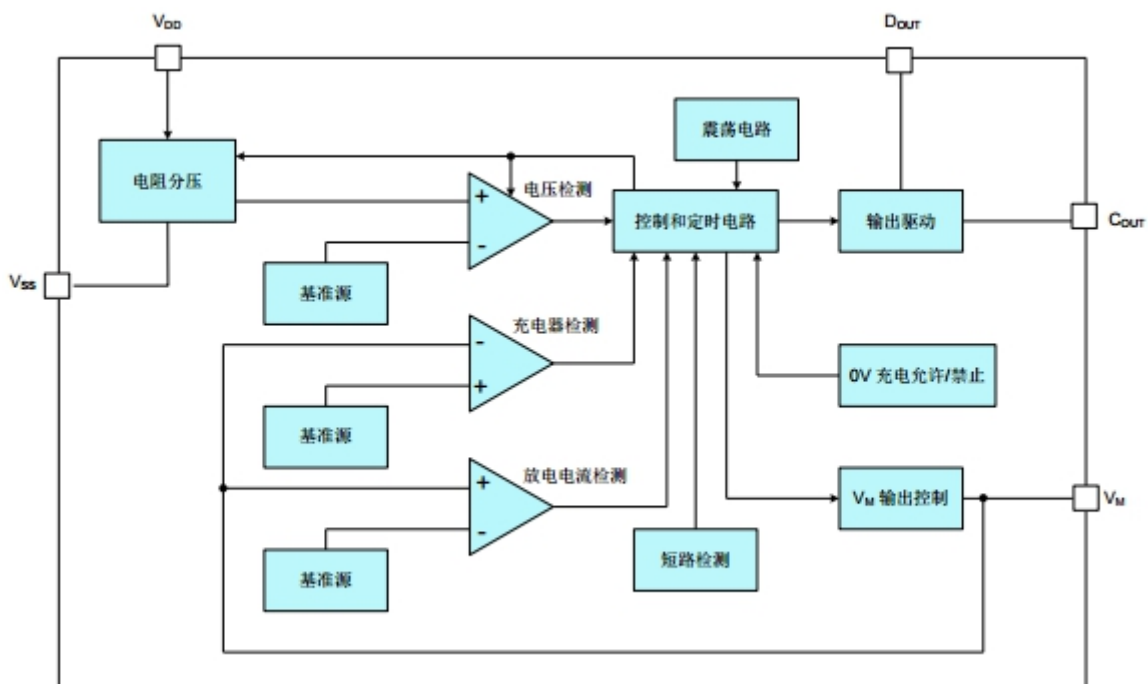 VDD
DOUT
震荡电路
电阻分压
电压检测
+
控制和定时电路
输出驱动
COUT
-
VSS
基准源
充电器检测
-
0V 充电允许/禁止
+
基准源
放电电流检测
+
VM 输出控制
VM
-
短路检测
基准源